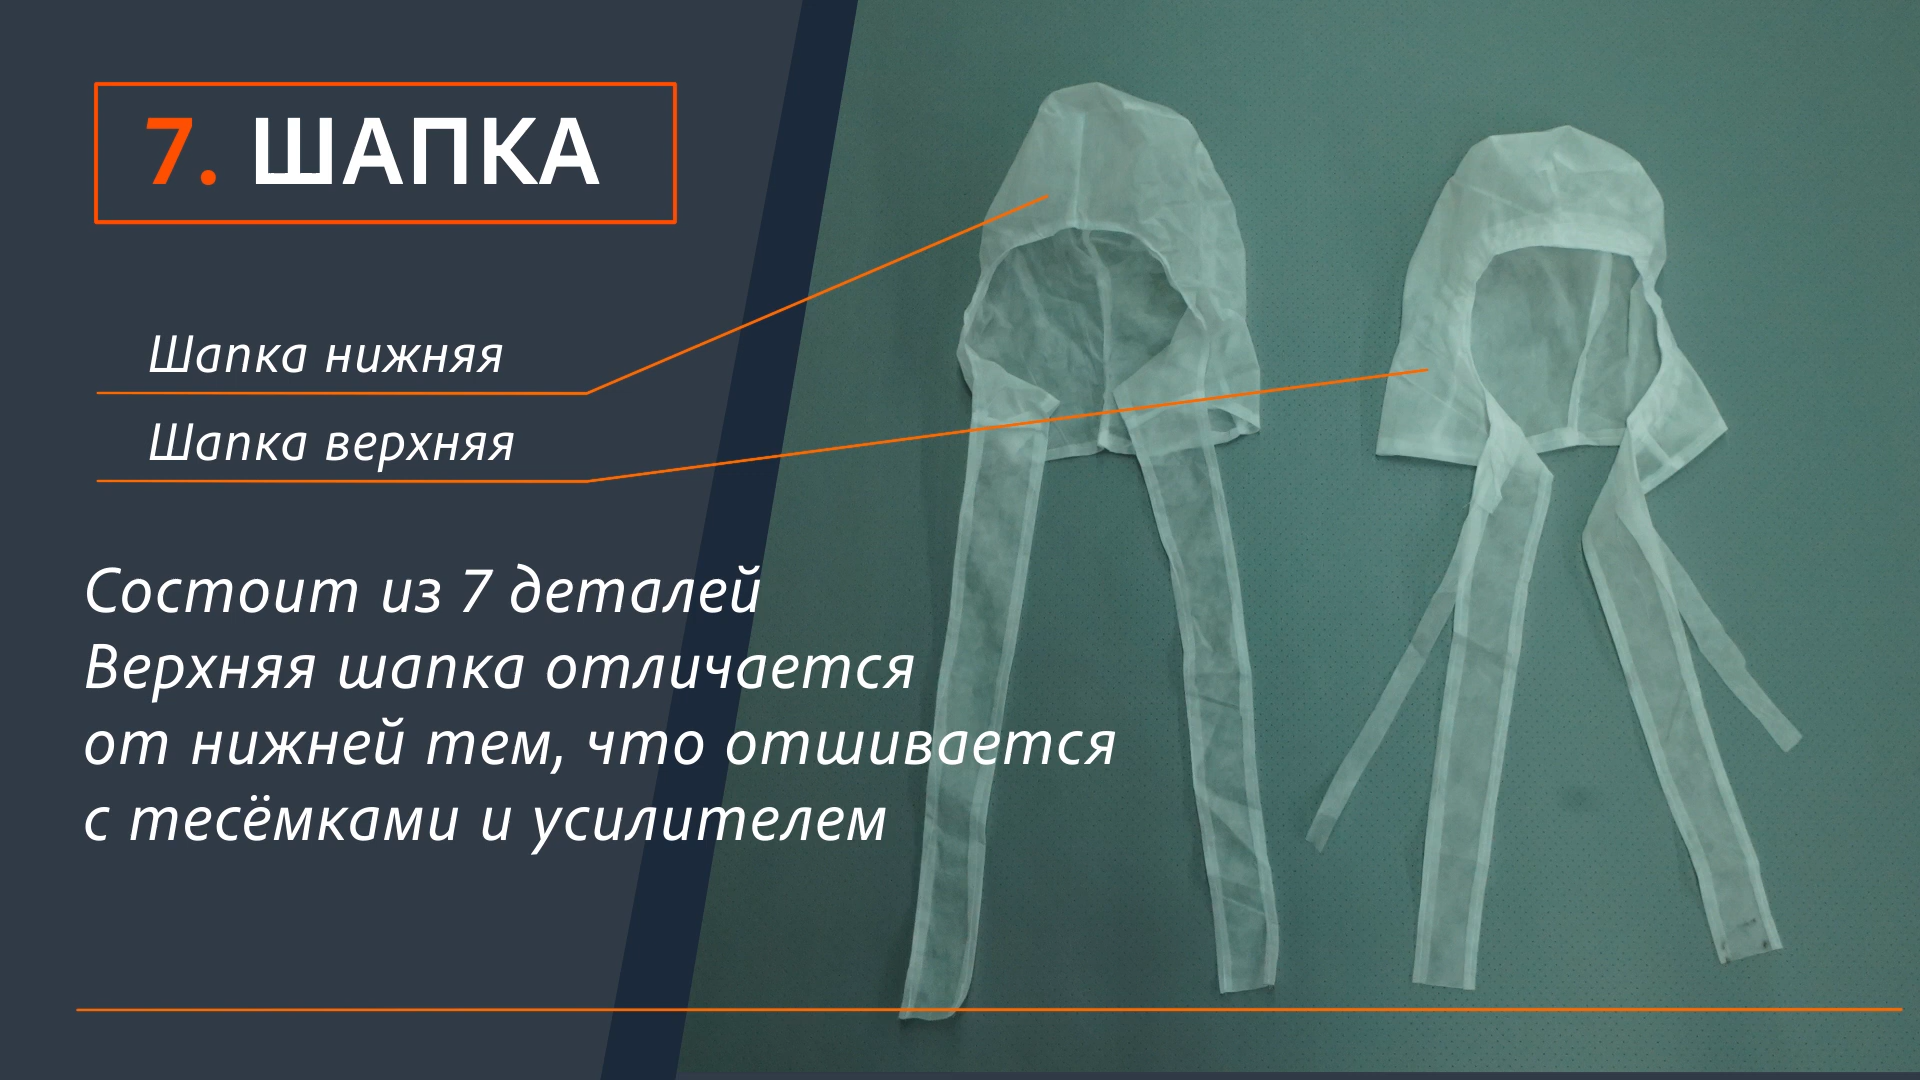 7. ШАПКА
Шапка нижняя
Шапка верхняя
Состоит из 7 деталей
Верхняя шапка отличается
от нижней тем, что отшивается
с тесёмками и усилителем